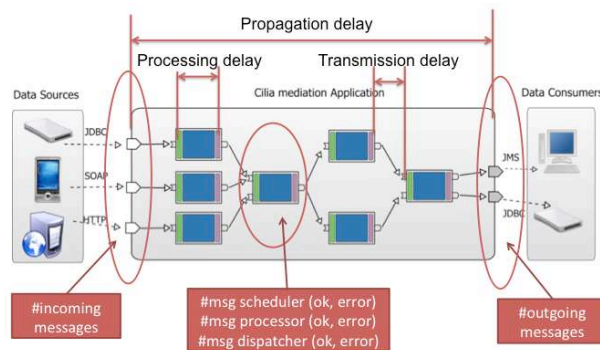 Propagation delay
Processing delay
Transmission delay
Data Sources
Cilia mediation Application
Data Consumers
JDBC
SOAP
HTTP
JMS
JDBC
#incoming
messages
#msg scheduler (ok, error)
#msg processor (ok, error)
#msg dispatcher (ok, error)
#outgoing
messages